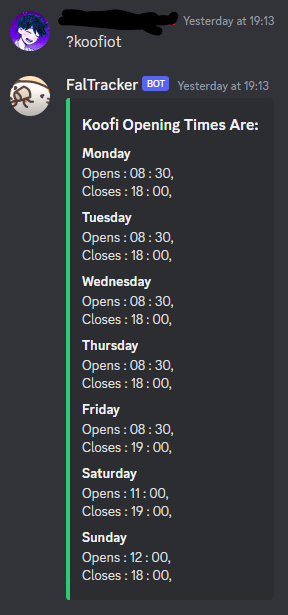 Yesterday at 19:13
?koofiot
FalTracker BOT Yesterday at 19:13
Koofi Opening Times Are:
Monday
Opens : 08 : 30,
Closes : 18 : 00,
Tuesday
Opens : 08 : 30,
Closes : 18 : 00,
Wednesday
Opens : 08 : 30,
Closes : 18 : 00,
Thursday
Opens : 08 : 30,
Closes : 18 : 00,
Friday
Opens : 08 : 30,
Closes : 19 : 00,
Saturday
Opens : 11 : 00,
Closes : 19 : 00,
Sunday
Opens : 12 : 00,
Closes : 18 : 00,